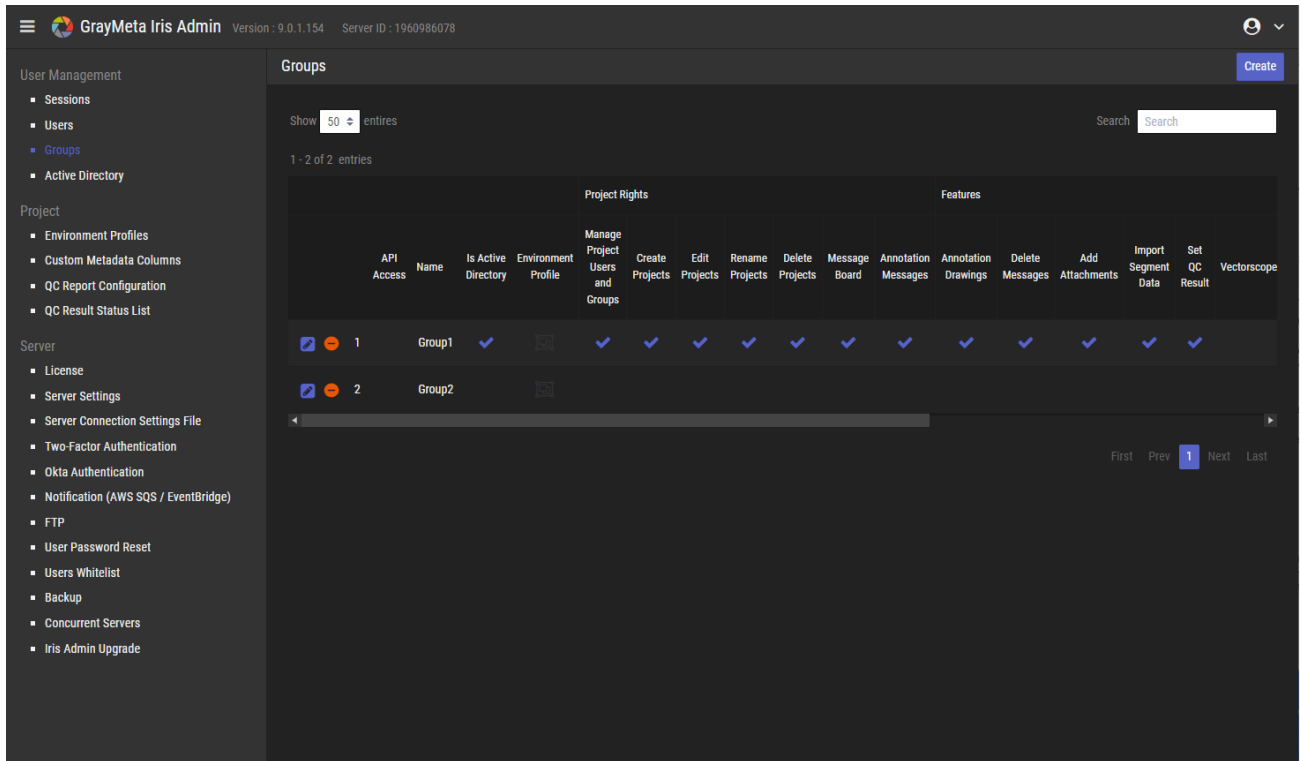 GrayMeta Iris Admin Version : 9.0.1.154 Server ID : 1960986078
User Management
Sessions
Users
Groups
Active Directory
Project
Environment Profiles
Custom Metadata Columns
QC Report Configuration
QC Result Status List
Server
License
Server Settings
Server Connection Settings File
Two-Factor Authentication
Okta Authentication
Notification (AWS SQS / EventBridge)
FTP
User Password Reset
Users Whitelist
Backup
Concurrent Servers
Iris Admin Upgrade
Groups
Create
Show 50 entires
Search Search
1 - 2 of 2 entries
Project Rights Features
API Access
Name
Is Active Directory
Environment Profile
Manage Project Users and Groups
Create Projects
Edit Projects
Rename Projects
Delete Projects
Message Board
Annotation Messages
Annotation Drawings
Delete Messages
Add Attachments
Import Segment Data
Set QC Result
Vectorscope
1 Group1
2 Group2
First Prev 1 Next Last